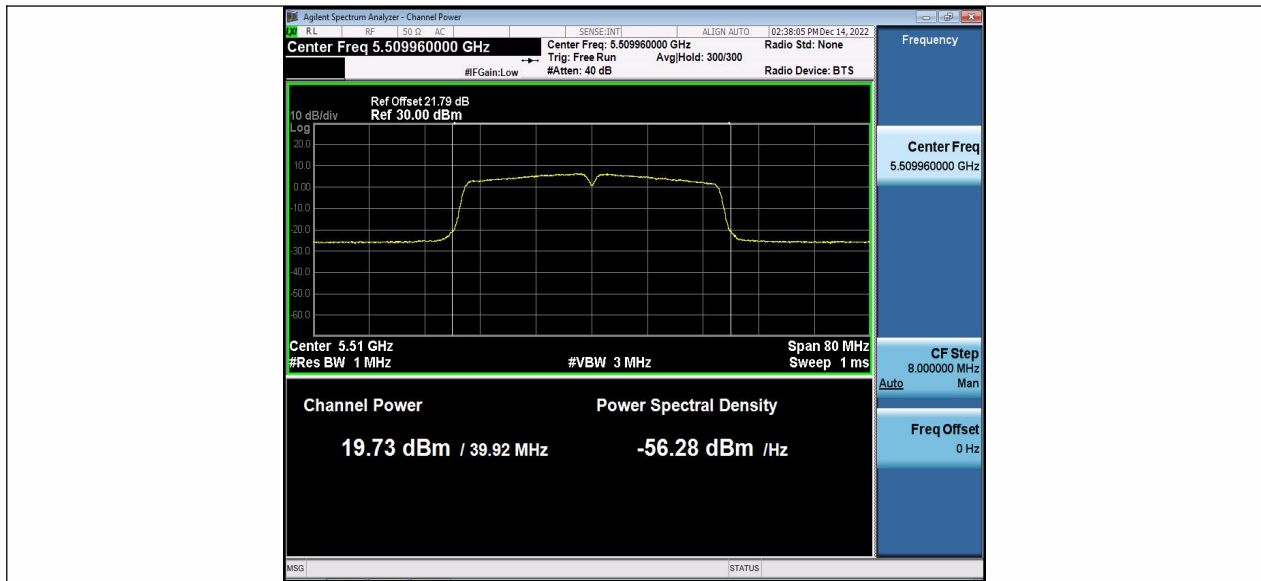 Agilent Spectrum Analyzer - Channel Power
RL RF 50 Ω AC SENSE:INT ALIGN AUTO 02:38:05 PM Dec 14, 2022
Center Freq 5.509960000 GHz
Center Freq: 5.509960000 GHz Radio Std: None
Trig: Free Run Avg|Hold: 300/300
#IFGain:Low #Atten: 40 dB Radio Device: BTS
Frequency
Ref Offset 21.79 dB
10 dB/div Ref 30.00 dBm
Log
20.0
10.0
0.00
-10.0
-20.0
-30.0
-40.0
-50.0
-60.0
Center 5.51 GHz Span 80 MHz
#Res BW 1 MHz #VBW 3 MHz Sweep 1 ms
Channel Power Power Spectral Density
19.73 dBm / 39.92 MHz -56.28 dBm /Hz
Center Freq
5.509960000 GHz
CF Step
8.000000 MHz
Auto Man
Freq Offset
0 Hz
MSG STATUS